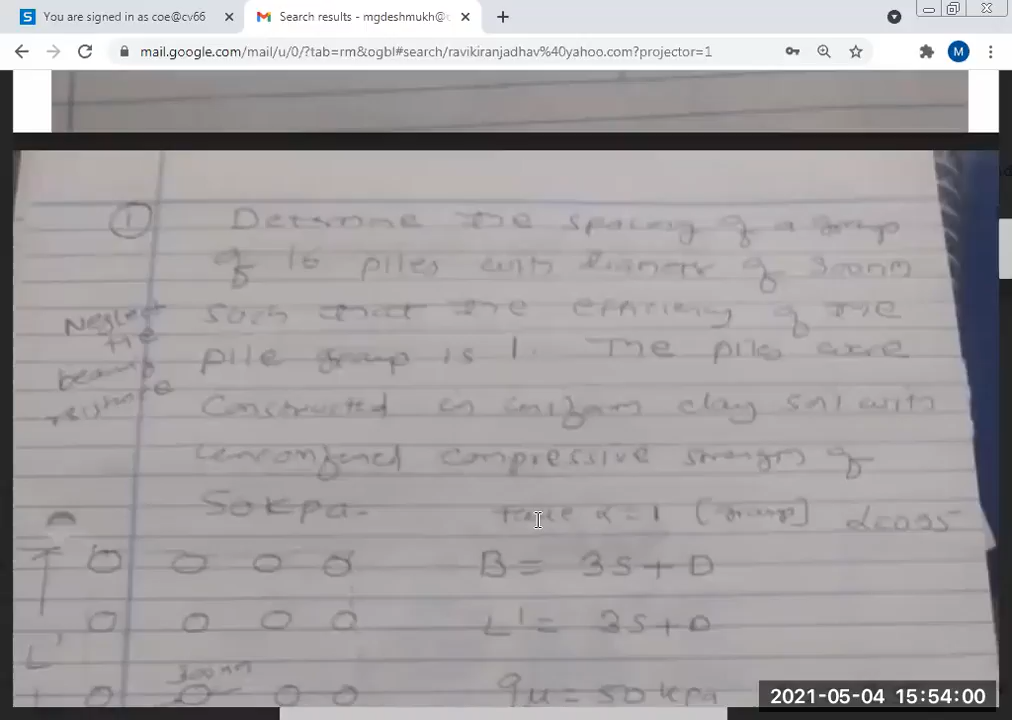 You are signed in as coe@cv66
Search results - mgdeshmukh@c
mail.google.com/mail/u/0/?tab=rm&ogbl#search/ravikiranjadhav%40yahoo.com?projector=1
M
① Determine the spacing of a group
of 16 piles with diameter of 300mm
Neglect the bearing resistance
such that the efficiency of the
pile group is 1. The piles are
Constructed in uniform clay soil with
unconfined compressive strength of
50kpa. take α = 1 [group]
B = 3S + D
L' = 3S + D
L'
300mm
qu = 50 kpa
2021-05-04 15:54:00